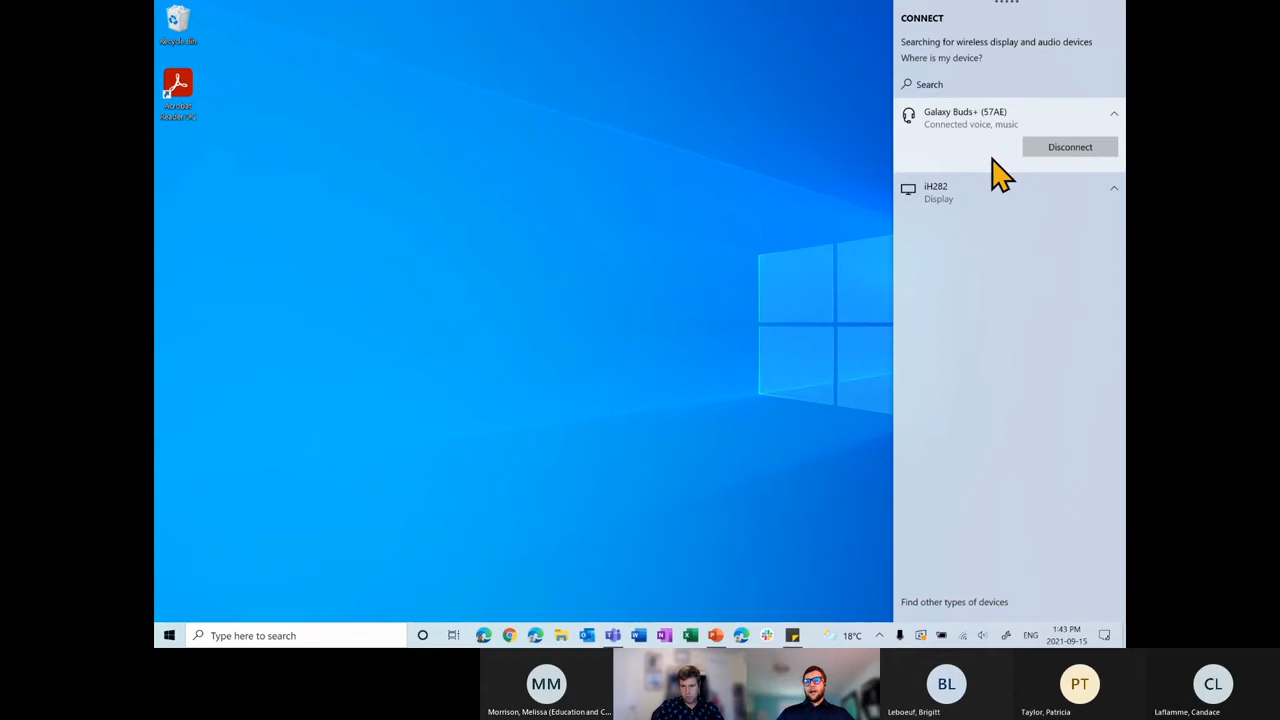 Recycle Bin
Acrobat
Reader DC
CONNECT
Searching for wireless display and audio devices
Where is my device?
Search
Galaxy Buds+ (57AE)
Connected voice, music
Disconnect
iH282
Display
Find other types of devices
Type here to search
18°C
ENG
1:43 PM
2021-09-15
MM
Morrison, Melissa (Education and C...
BL
Leboeuf, Brigitt
PT
Taylor, Patricia
CL
Laflamme, Candace